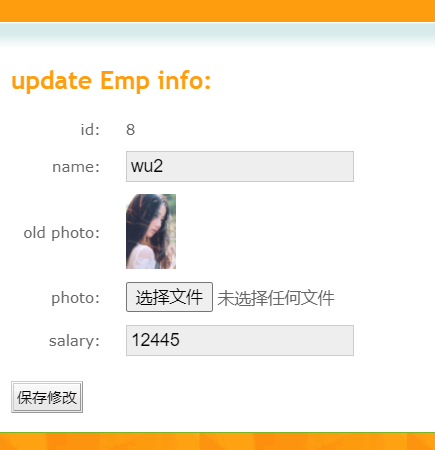 update Emp info:
id: 8
name: wu2
old photo:
photo: 选择文件 未选择任何文件
salary: 12445
保存修改